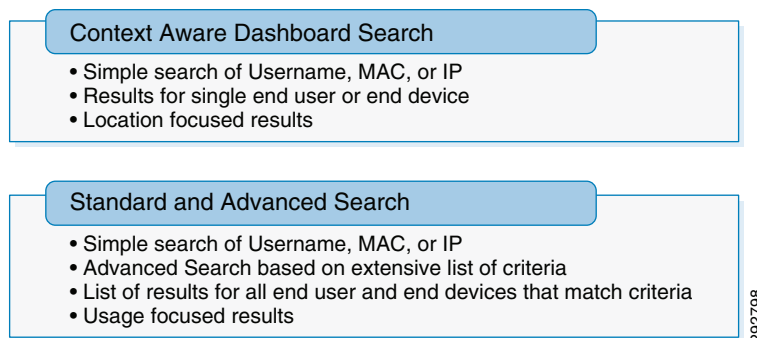 Context Aware Dashboard Search
• Simple search of Username, MAC, or IP
• Results for single end user or end device
• Location focused results
Standard and Advanced Search
• Simple search of Username, MAC, or IP
• Advanced Search based on extensive list of criteria
• List of results for all end user and end devices that match criteria
• Usage focused results
292798